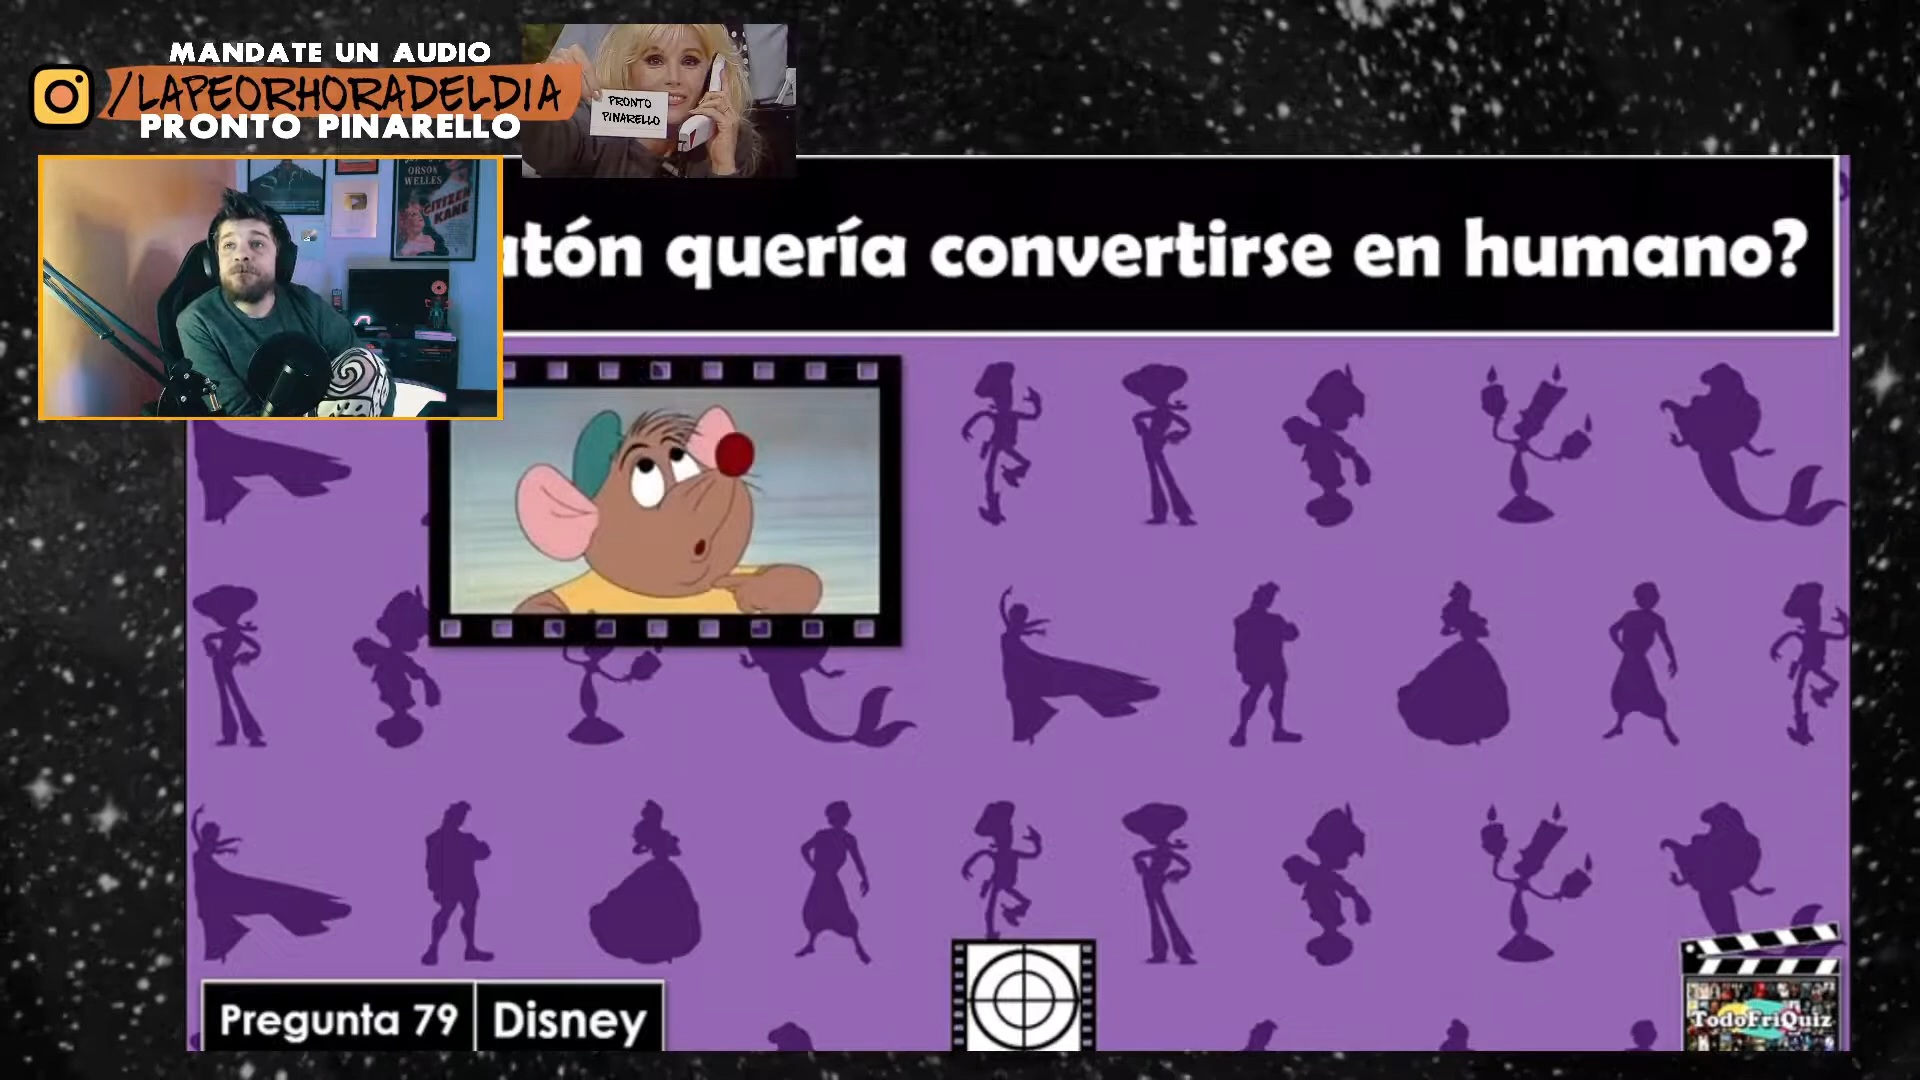 MANDATE UN AUDIO
/LAPEORHORADELDIA
PRONTO PINARELLO
PRONTO
PINARELLO
ORSON
WELLES
CITIZEN
KANE
atón quería convertirse en humano?
Pregunta 79
Disney
TodoFriQuiz